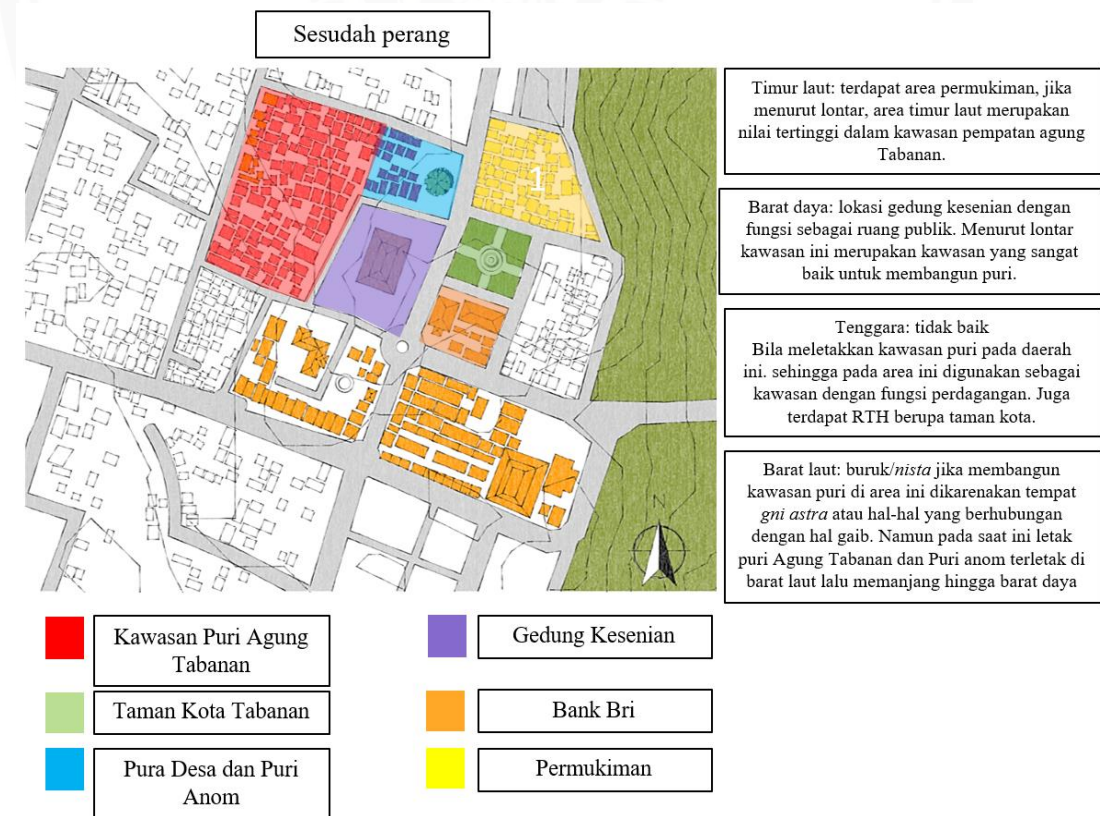 Sesudah perang
Timur laut: terdapat area permukiman, jika
menurut lontar, area timur laut merupakan
nilai tertinggi dalam kawasan pempatan agung
Tabanan.
Barat daya: lokasi gedung kesenian dengan
fungsi sebagai ruang publik. Menurut lontar
kawasan ini merupakan kawasan yang sangat
baik untuk membangun puri.
Tenggara: tidak baik
Bila meletakkan kawasan puri pada daerah
ini. sehingga pada area ini digunakan sebagai
kawasan dengan fungsi perdagangan. Juga
terdapat RTH berupa taman kota.
Barat laut: buruk/nista jika membangun
kawasan puri di area ini dikarenakan tempat
gni astra atau hal-hal yang berhubungan
dengan hal gaib. Namun pada saat ini letak
puri Agung Tabanan dan Puri anom terletak di
barat laut lalu memanjang hingga barat daya
1
N
Kawasan Puri Agung
Tabanan
Taman Kota Tabanan
Pura Desa dan Puri
Anom
Gedung Kesenian
Bank Bri
Permukiman